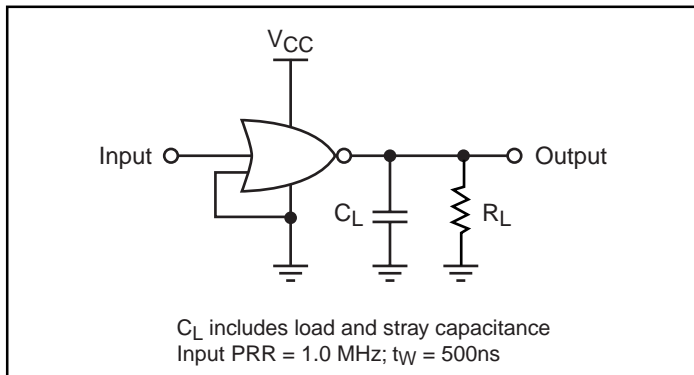 VCC
Input
Output
CL
RL
CL includes load and stray capacitance
Input PRR = 1.0 MHz; tW = 500ns